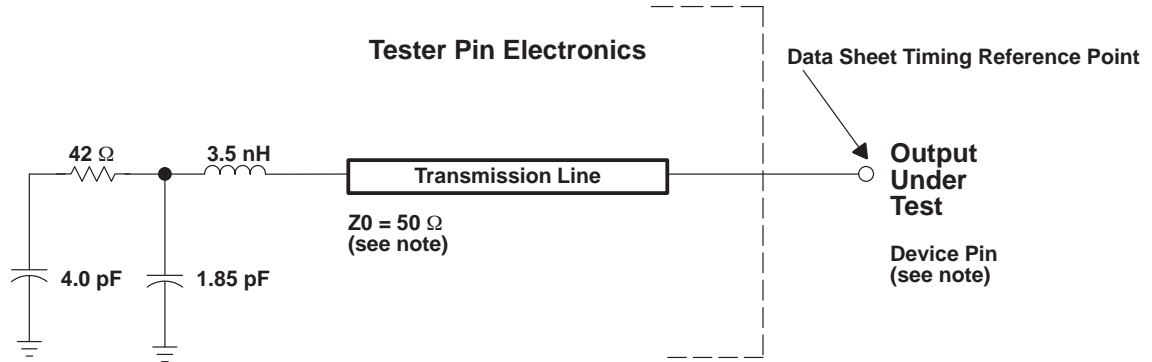 Tester Pin Electronics
Data Sheet Timing Reference Point
42 Ω
3.5 nH
Transmission Line
Output
Under
Test
Z0 = 50 Ω
(see note)
Device Pin
(see note)
4.0 pF
1.85 pF